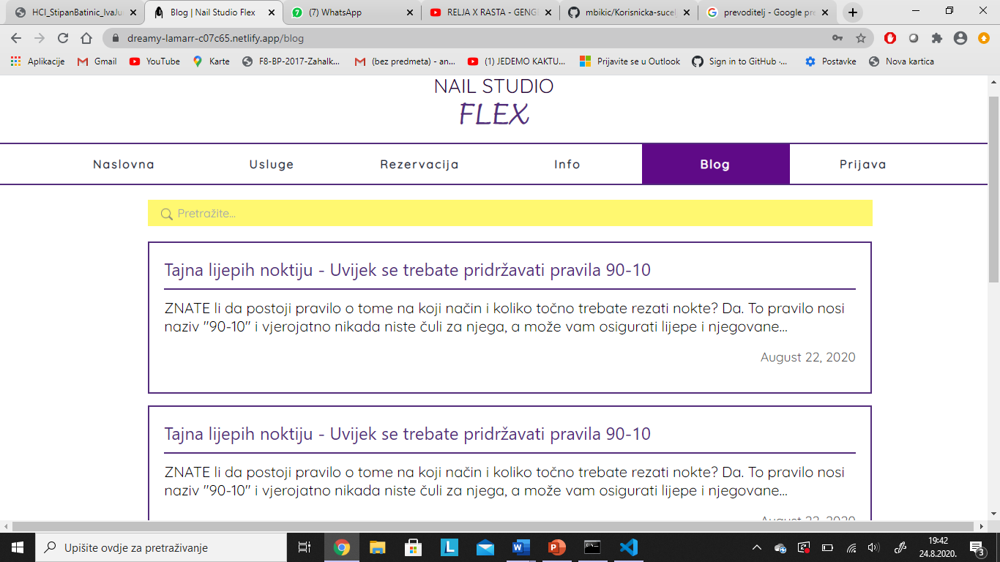 HCI_StipanBatinic_IvaJu
Blog | Nail Studio Flex
(7) WhatsApp
RELJA X RASTA - GENG
mbikic/Korisnicka-sucel
prevoditelj - Google pre
dreamy-lamarr-c07c65.netlify.app/blog
Aplikacije
Gmail
YouTube
Karte
F8-BP-2017-Zahalk...
(bez predmeta) - an...
(1) JEDEMO KAKTU...
Prijavite se u Outlook
Sign in to GitHub ·...
Postavke
Nova kartica
NAIL STUDIO
FLEX
Naslovna
Usluge
Rezervacija
Info
Blog
Prijava
Pretražite...
Tajna lijepih noktiju - Uvijek se trebate pridržavati pravila 90-10
ZNATE li da postoji pravilo o tome na koji način i koliko točno trebate rezati nokte? Da. To pravilo nosi
naziv "90-10" i vjerojatno nikada niste čuli za njega, a može vam osigurati lijepe i njegovane...
August 22, 2020
Tajna lijepih noktiju - Uvijek se trebate pridržavati pravila 90-10
ZNATE li da postoji pravilo o tome na koji način i koliko točno trebate rezati nokte? Da. To pravilo nosi
naziv "90-10" i vjerojatno nikada niste čuli za njega, a može vam osigurati lijepe i njegovane...
August 22, 2020
Upišite ovdje za pretraživanje
19:42
24.8.2020.
3